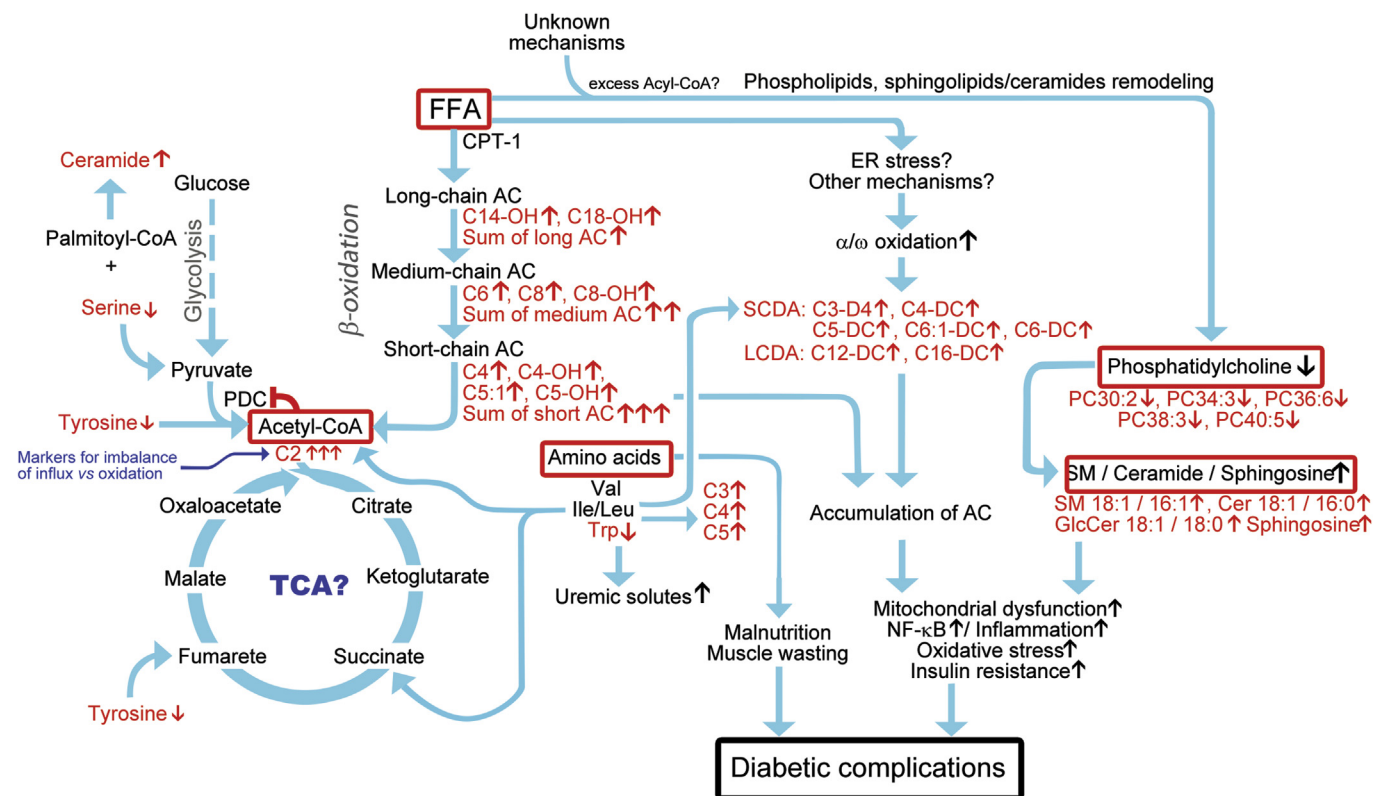 Unknown
mechanisms
excess Acyl-CoA?
Phospholipids, sphingolipids/ceramides remodeling
FFA
CPT-1
Ceramide↑
Glucose
Palmitoyl-CoA
+
Serine↓
Glycolysis
Pyruvate
PDC
Tyrosine↓
Acetyl-CoA
Markers for imbalance
of influx vs oxidation
C2 ↑↑↑
β-oxidation
Long-chain AC
C14-OH↑, C18-OH↑
Sum of long AC↑
Medium-chain AC
C6↑, C8↑, C8-OH↑
Sum of medium AC↑↑
Short-chain AC
C4↑, C4-OH↑,
C5:1↑, C5-OH↑
Sum of short AC↑↑↑
ER stress?
Other mechanisms?
α/ω oxidation↑
SCDA: C3-D4↑, C4-DC↑
C5-DC↑, C6:1-DC↑, C6-DC↑
LCDA: C12-DC↑, C16-DC↑
Phosphatidylcholine↓
PC30:2↓, PC34:3↓, PC36:6↓
PC38:3↓, PC40:5↓
SM / Ceramide / Sphingosine↑
SM 18:1 / 16:1↑, Cer 18:1 / 16:0↑
GlcCer 18:1 / 18:0↑ Sphingosine↑
Amino acids
Val
Ile/Leu
Trp↓
C3↑
C4↑
C5↑
Uremic solutes↑
Accumulation of AC
Oxaloacetate
Citrate
Malate
TCA?
Ketoglutarate
Fumarete
Succinate
Tyrosine↓
Malnutrition
Muscle wasting
Mitochondrial dysfunction↑
NF-κB↑/ Inflammation↑
Oxidative stress↑
Insulin resistance↑
Diabetic complications